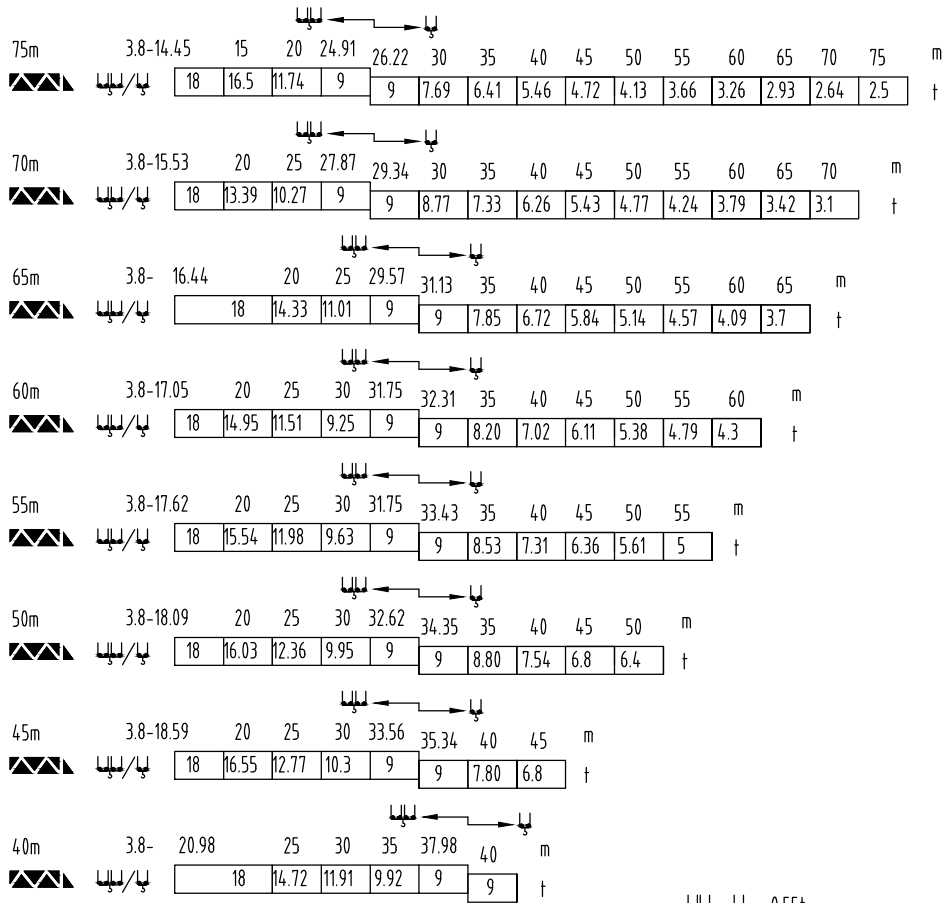 75m 3.8-14.45 15 20 24.91 26.22 30 35 40 45 50 55 60 65 70 75 m
18 16.5 11.74 9 9 7.69 6.41 5.46 4.72 4.13 3.66 3.26 2.93 2.64 2.5 t
70m 3.8-15.53 20 25 27.87 29.34 30 35 40 45 50 55 60 65 70 m
18 13.39 10.27 9 9 8.77 7.33 6.26 5.43 4.77 4.24 3.79 3.42 3.1 t
65m 3.8- 16.44 20 25 29.57 31.13 35 40 45 50 55 60 65 m
18 14.33 11.01 9 9 7.85 6.72 5.84 5.14 4.57 4.09 3.7 t
60m 3.8-17.05 20 25 30 31.75 32.31 35 40 45 50 55 60 m
18 14.95 11.51 9.25 9 9 8.20 7.02 6.11 5.38 4.79 4.3 t
55m 3.8-17.62 20 25 30 31.75 33.43 35 40 45 50 55 m
18 15.54 11.98 9.63 9 9 8.53 7.31 6.36 5.61 5 t
50m 3.8-18.09 20 25 30 32.62 34.35 35 40 45 50 m
18 16.03 12.36 9.95 9 9 8.80 7.54 6.8 6.4 t
45m 3.8-18.59 20 25 30 33.56 35.34 40 45 m
18 16.55 12.77 10.3 9 9 7.80 6.8 t
40m 3.8- 20.98 25 30 35 37.98 40 m
18 14.72 11.91 9.92 9 9 t